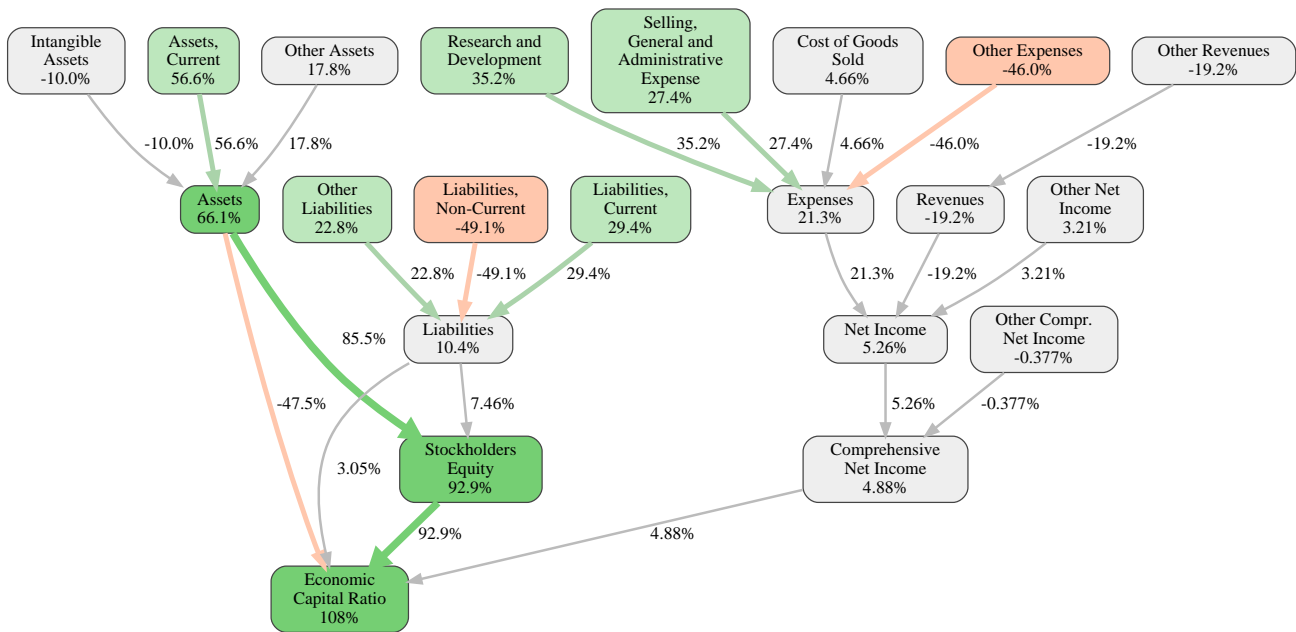 Intangible
Assets
-10.0%
Assets,
Current
56.6%
Other Assets
17.8%
Research and
Development
35.2%
Selling,
General and
Administrative
Expense
27.4%
Cost of Goods
Sold
4.66%
Other Expenses
-46.0%
Other Revenues
-19.2%
-10.0%
56.6%
17.8%
35.2%
27.4%
4.66%
-46.0%
-19.2%
Assets
66.1%
Other
Liabilities
22.8%
Liabilities,
Non-Current
-49.1%
Liabilities,
Current
29.4%
Expenses
21.3%
Revenues
-19.2%
Other Net
Income
3.21%
22.8%
-49.1%
29.4%
21.3%
-19.2%
3.21%
85.5%
Liabilities
10.4%
Net Income
5.26%
Other Compr.
Net Income
-0.377%
-47.5%
7.46%
5.26%
-0.377%
3.05%
Stockholders
Equity
92.9%
Comprehensive
Net Income
4.88%
92.9%
4.88%
Economic
Capital Ratio
108%